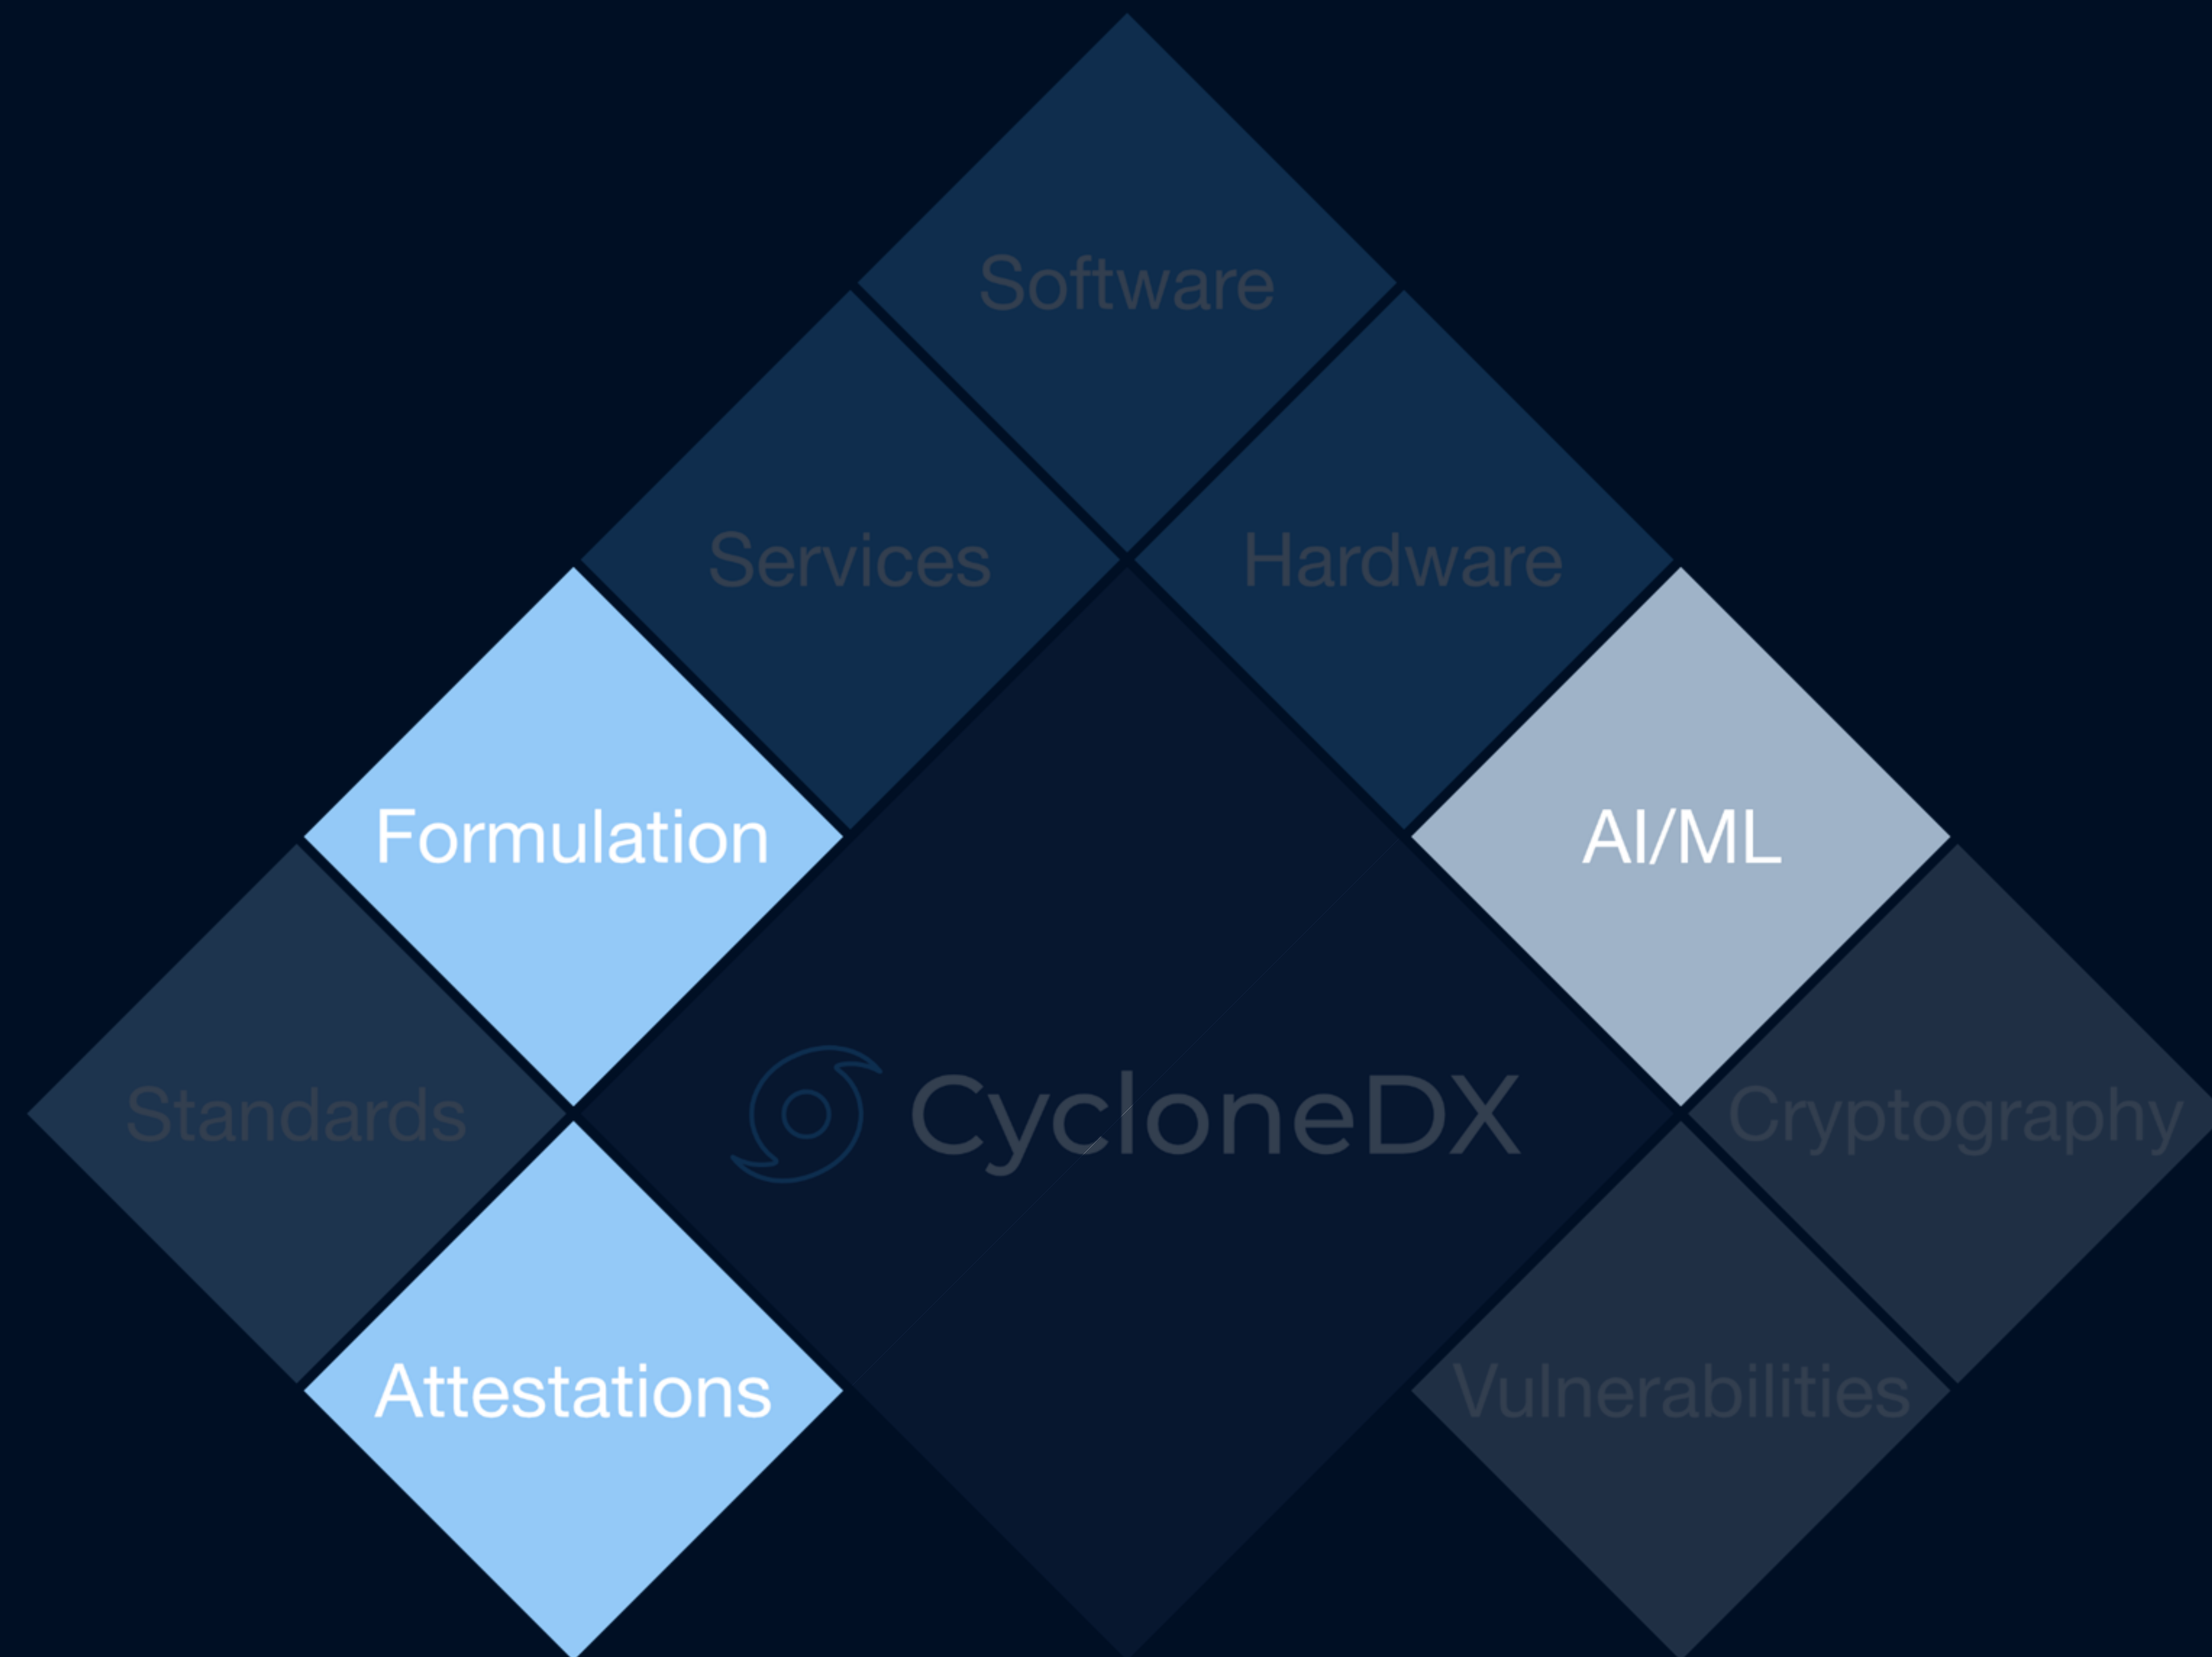 Software
Services
Hardware
Formulation
AI/ML
Standards
CycloneDX
Cryptography
Attestations
Vulnerabilities